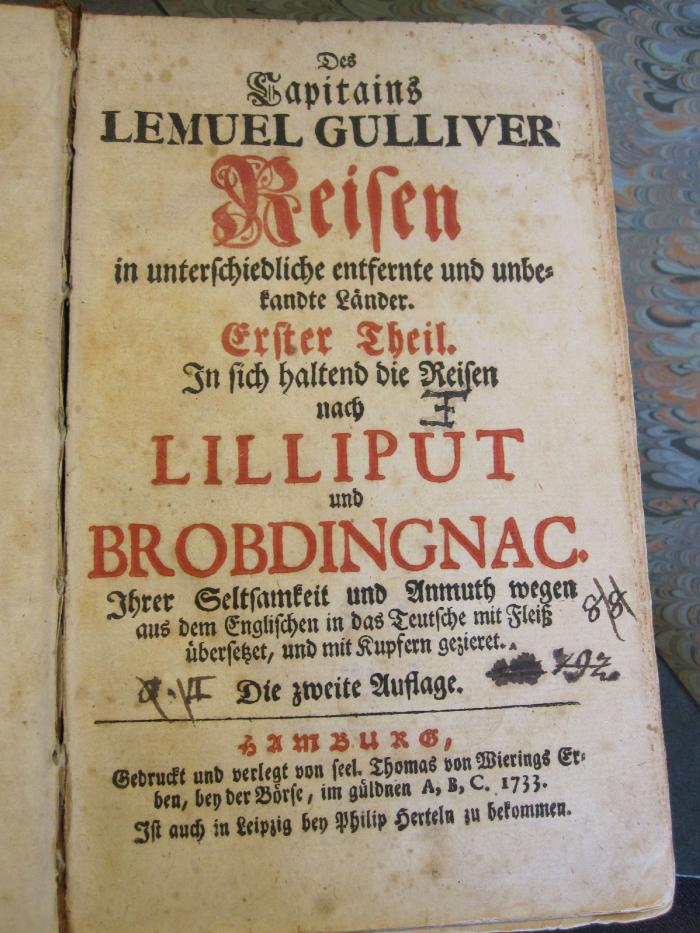 Des
Capitains
LEMUEL GULLIVER
Reisen
in unterschiedliche entfernte und unbe-
kandte Länder.
Erster Theil.
In sich haltend die Reisen
nach
LILLIPUT
und
BROBDINGNAC.
Ihrer Seltsamkeit und Anmuth wegen
aus dem Englischen in das Teutsche mit Fleiß
übersetzet, und mit Kupfern gezieret.
Die zweite Auflage.
HAMBURG,
Gedruckt und verlegt von seel. Thomas von Wierings Er-
ben, bey der Börse, im güldnen A, B, C. 1733.
Ist auch in Leipzig bey Philip Herteln zu bekommen.